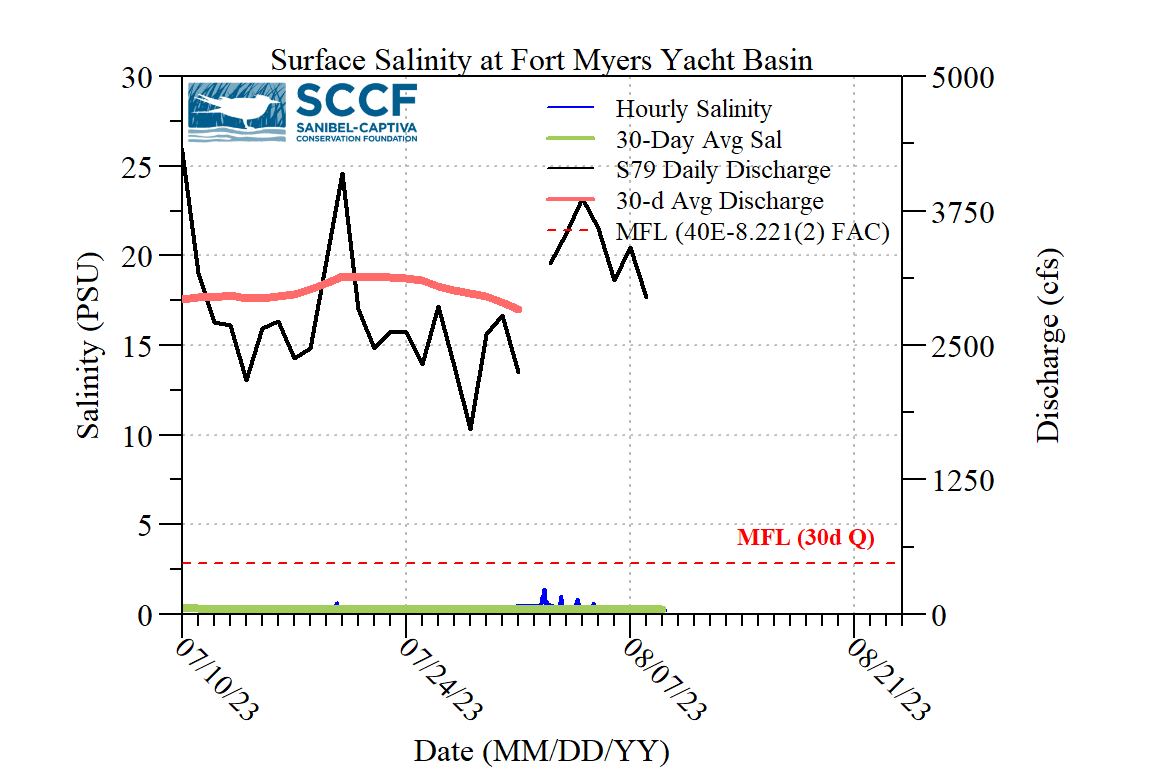 Surface Salinity at Fort Myers Yacht Basin
SCCF
SANIBEL-CAPTIVA
CONSERVATION FOUNDATION
Hourly Salinity
30-Day Avg Sal
S79 Daily Discharge
30-d Avg Discharge
MFL (40E-8.221(2) FAC)
30
25
20
15
10
5
0
Salinity (PSU)
5000
3750
2500
1250
0
Discharge (cfs)
MFL (30d Q)
07/10/23
07/24/23
08/07/23
08/21/23
Date (MM/DD/YY)